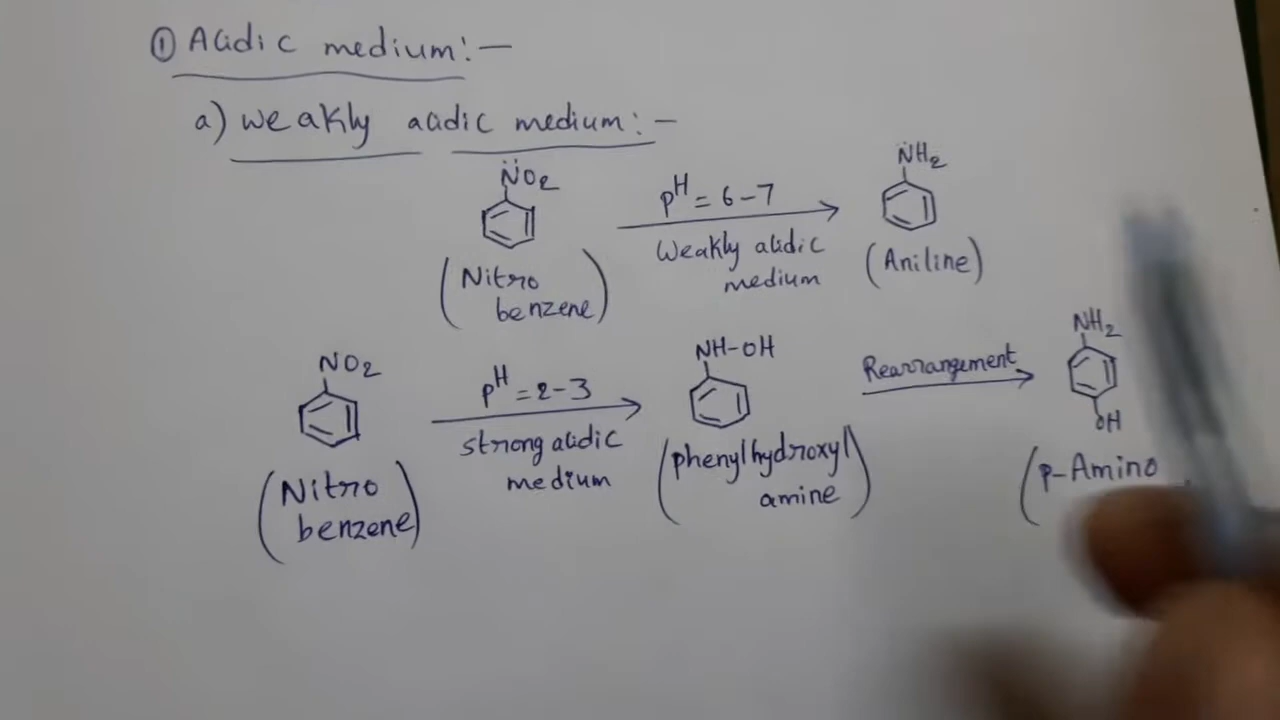 ① Acidic medium:-
a) weakly acidic medium:-
NO2
pH = 6-7
Weakly acidic
medium
NH2
(Nitro
benzene)
(Aniline)
NO2
pH = 2-3
strong acidic
medium
NH-OH
Rearrangement
NH2
OH
(Nitro
benzene)
(phenylhydroxyl
amine)
(p-Amino